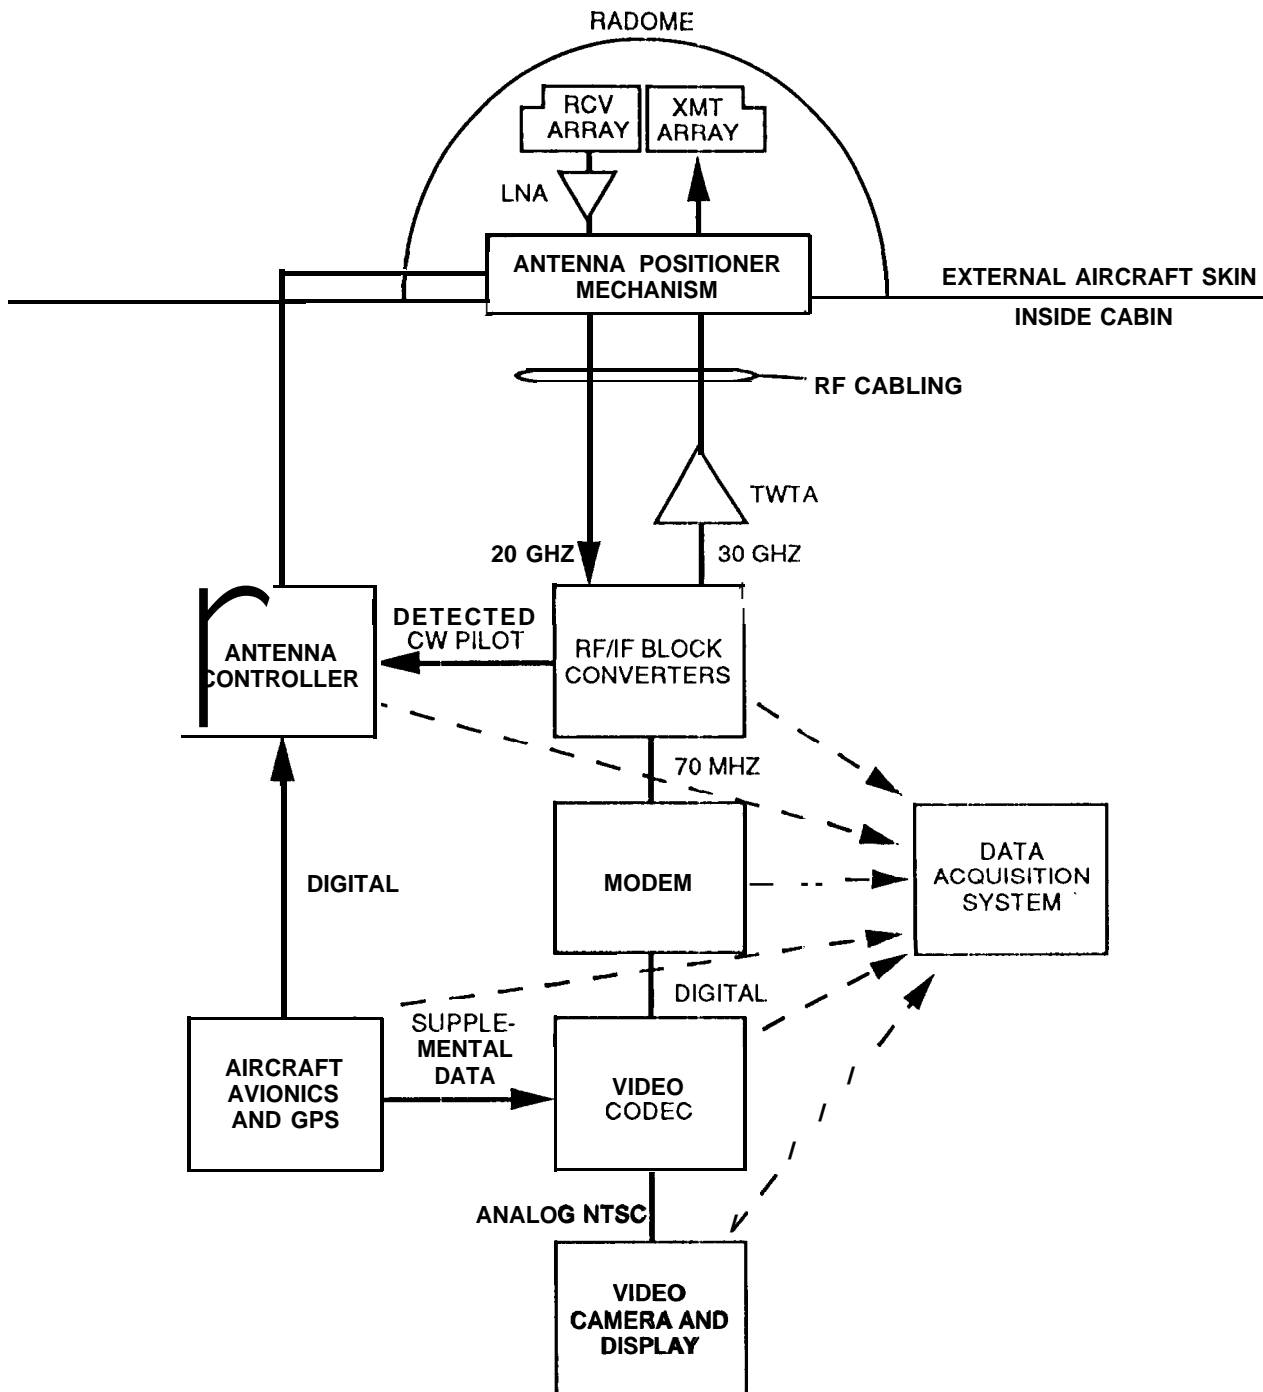 RADOME
RCV
ARRAY
XMT
ARRAY
LNA
ANTENNA POSITIONER
MECHANISM
EXTERNAL AIRCRAFT SKIN
INSIDE CABIN
RF CABLING
TWTA
20 GHZ
30 GHZ
DETECTED
CW PILOT
ANTENNA
CONTROLLER
RF/IF BLOCK
CONVERTERS
70 MHZ
MODEM
DATA
ACQUISITION
SYSTEM
DIGITAL
DIGITAL
SUPPLE-
MENTAL
DATA
AIRCRAFT
AVIONICS
AND GPS
VIDEO
CODEC
ANALOG NTSC
VIDEO
CAMERA AND
DISPLAY